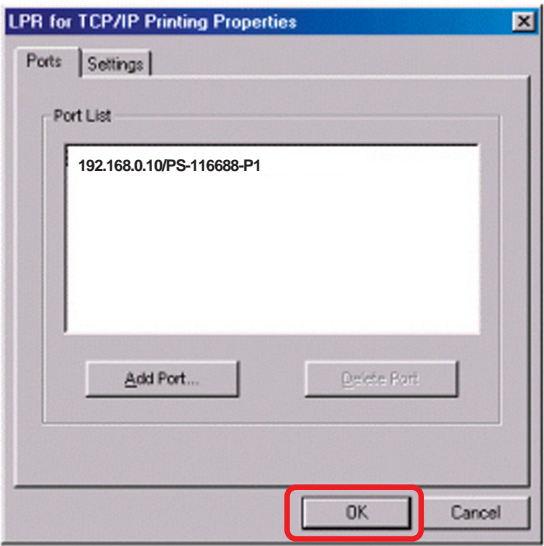 LPR for TCP/IP Printing Properties
Ports
Settings
Port List
192.168.0.10/PS-116688-P1
Add Port...
Delete Port
OK
Cancel